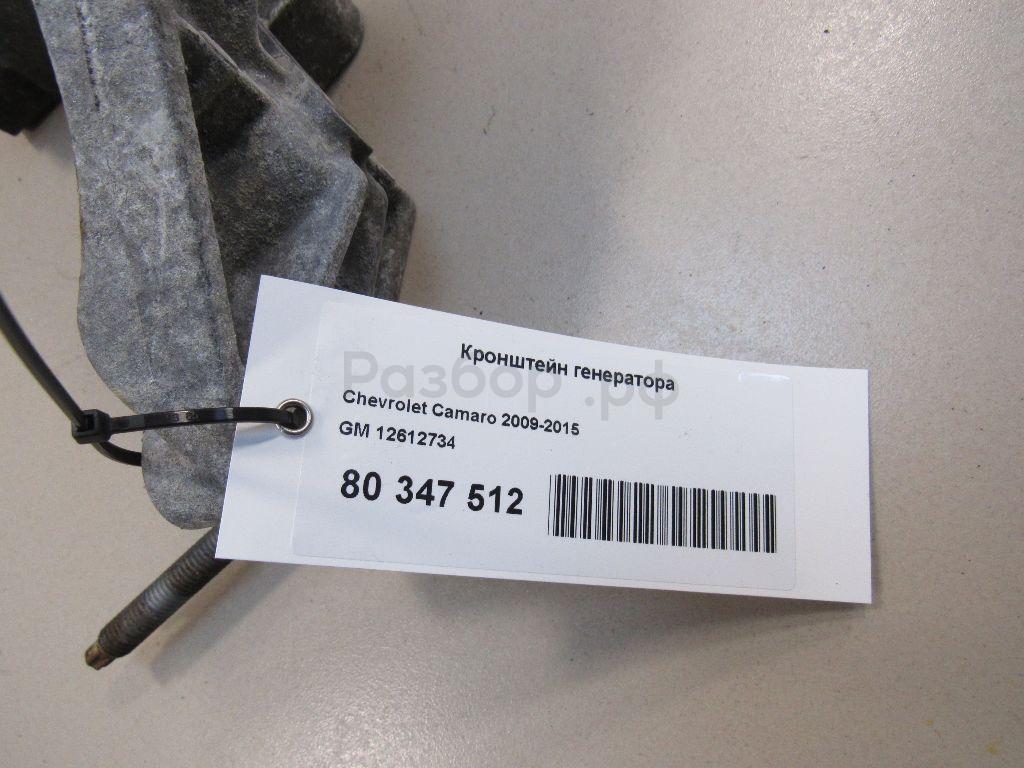 Кронштейн генератора
Разбор.рф
Chevrolet Camaro 2009-2015
GM 12612734
80 347 512